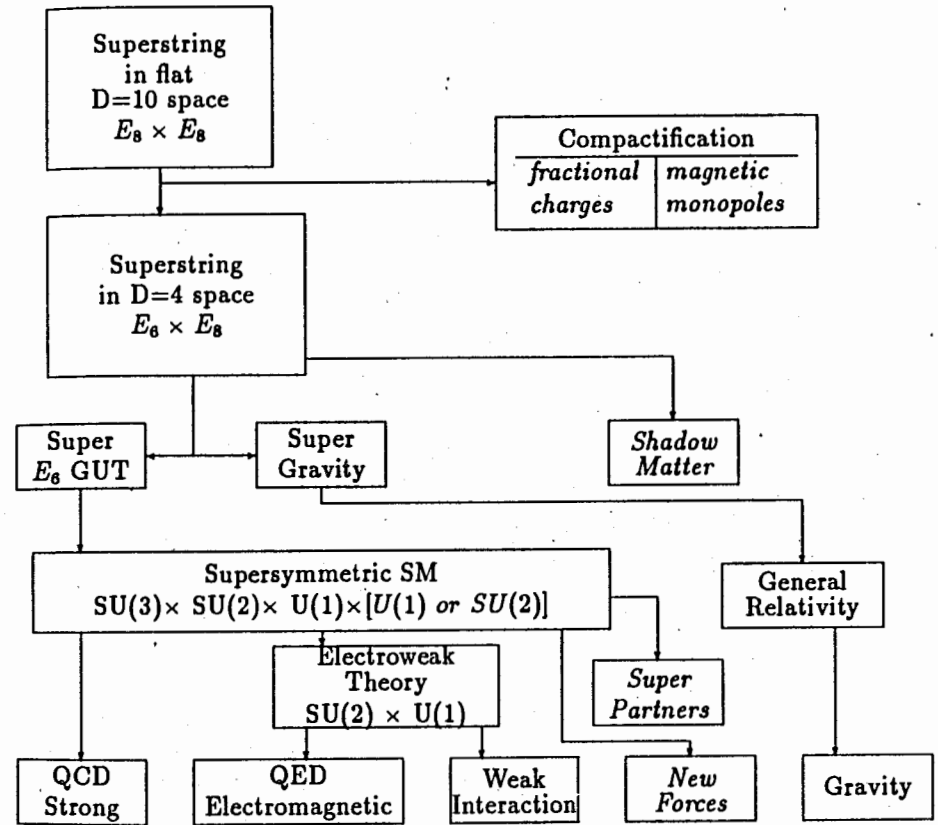 Superstring
in flat
D=10 space
E₈ × E₈
Compactification
fractional
charges
magnetic
monopoles
Superstring
in D=4 space
E₆ × E₈
Super
E₆ GUT
Super
Gravity
Shadow
Matter
Supersymmetric SM
SU(3)× SU(2)× U(1)×[U(1) or SU(2)]
General
Relativity
Electroweak
Theory
SU(2) × U(1)
Super
Partners
QCD
Strong
QED
Electromagnetic
Weak
Interaction
New
Forces
Gravity